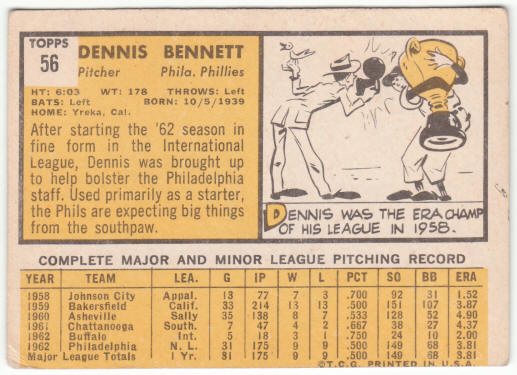 TOPPS
56
DENNIS BENNETT
Pitcher Phila. Phillies
HT: 6:03 WT: 178 THROWS: Left
BATS: Left BORN: 10/5/1939
HOME: Yreka, Cal.
After starting the '62 season in
fine form in the International
League, Dennis was brought up
to help bolster the Philadelphia
staff. Used primarily as a starter,
the Phils are expecting big things
from the southpaw.
DENNIS WAS THE ERA CHAMP
OF HIS LEAGUE IN 1958.
COMPLETE MAJOR AND MINOR LEAGUE PITCHING RECORD
YEAR TEAM LEA. G IP W L PCT SO BB ERA
1958 Johnson City Appal. 13 77 7 3 .700 92 31 1.52
1959 Bakersfield Calif. 33 214 13 13 .500 151 107 3.87
1960 Asheville Sally 35 138 8 7 .533 128 52 4.90
1961 Chattanooga South. 7 47 4 2 .667 38 27 4.37
1962 Buffalo Int. 5 18 3 1 .750 24 10 2.00
1962 Philadelphia N. L. 31 175 9 9 .500 149 68 3.81
Major League Totals 1 Yr. 31 175 9 9 .500 149 68 3.81
©T.C.G. PRINTED IN U.S.A.